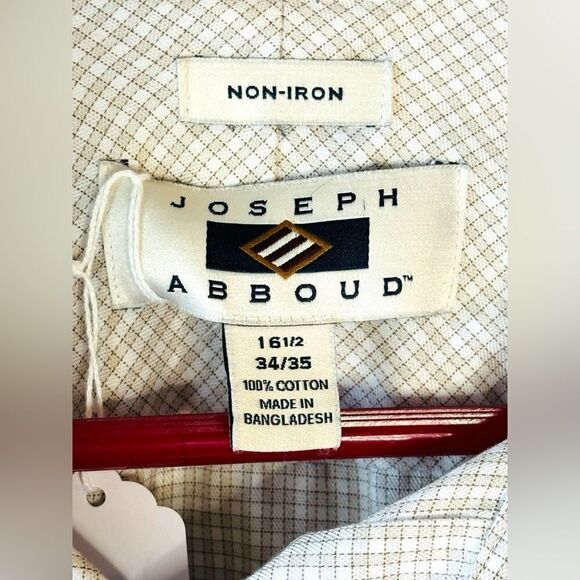 NON-IRON
JOSEPH
ABBOUD™
16 1/2
34/35
100% COTTON
MADE IN
BANGLADESH